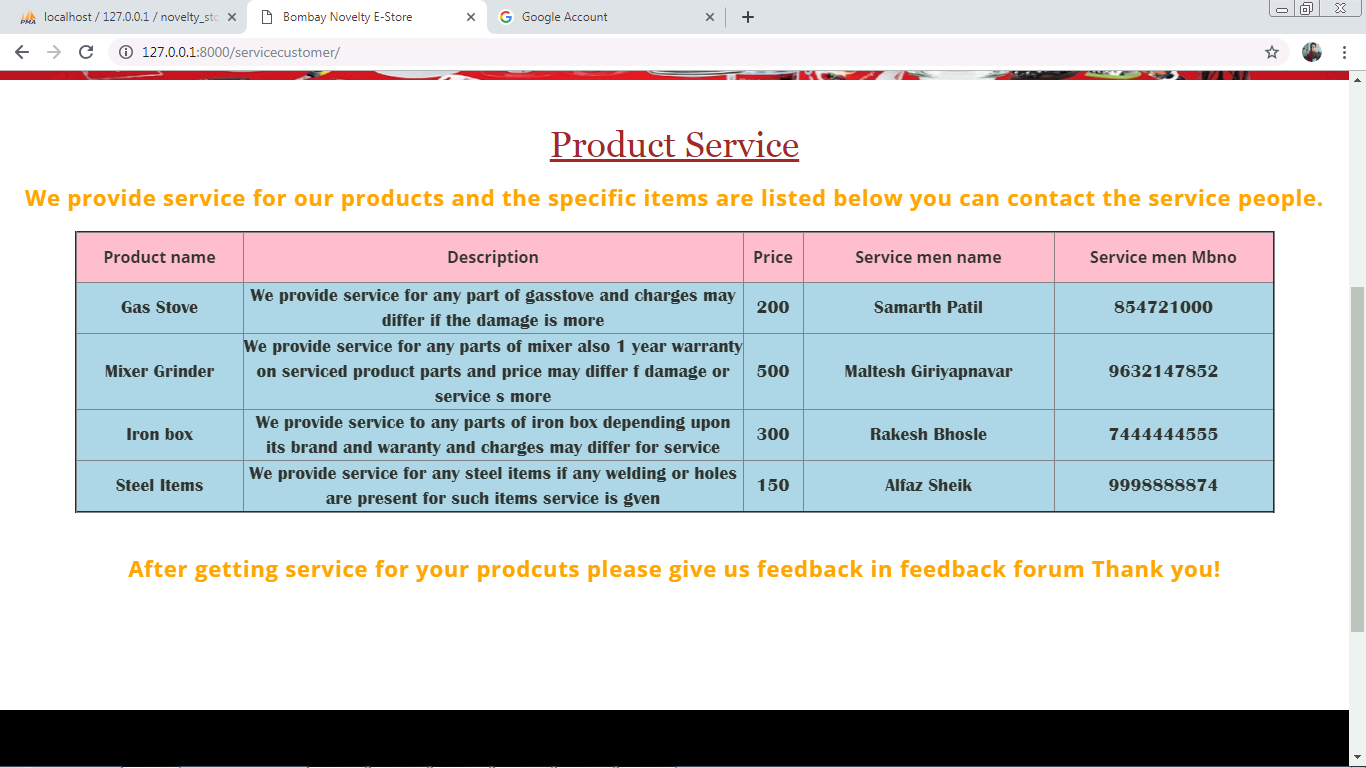 localhost / 127.0.0.1 / novelty_sto
Bombay Novelty E-Store
Google Account
127.0.0.1:8000/servicecustomer/
Product Service
We provide service for our products and the specific items are listed below you can contact the service people.
Product name Description Price Service men name Service men Mbno
Gas Stove We provide service for any part of gasstove and charges may
differ if the damage is more 200 Samarth Patil 854721000
Mixer Grinder We provide service for any parts of mixer also 1 year warranty
on serviced product parts and price may differ f damage or
service s more 500 Maltesh Giriyapnavar 9632147852
Iron box We provide service to any parts of iron box depending upon
its brand and waranty and charges may differ for service 300 Rakesh Bhosle 7444444555
Steel Items We provide service for any steel items if any welding or holes
are present for such items service is gven 150 Alfaz Sheik 9998888874
After getting service for your prodcuts please give us feedback in feedback forum Thank you!